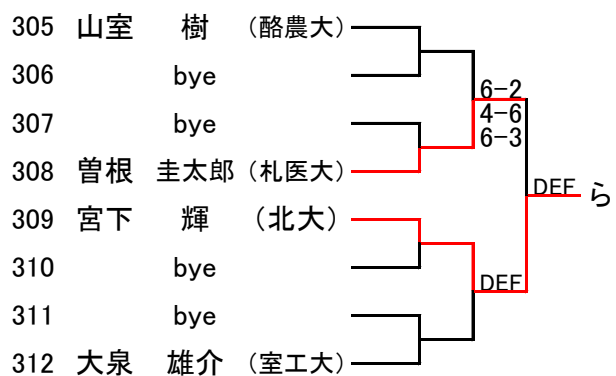 305 山室 樹 (酪農大)
306 bye
6-2
307 bye
4-6
6-3
308 曽根 圭太郎 (札医大)
DEF ら
309 宮下 輝 (北大)
310 bye
DEF
311 bye
312 大泉 雄介 (室工大)